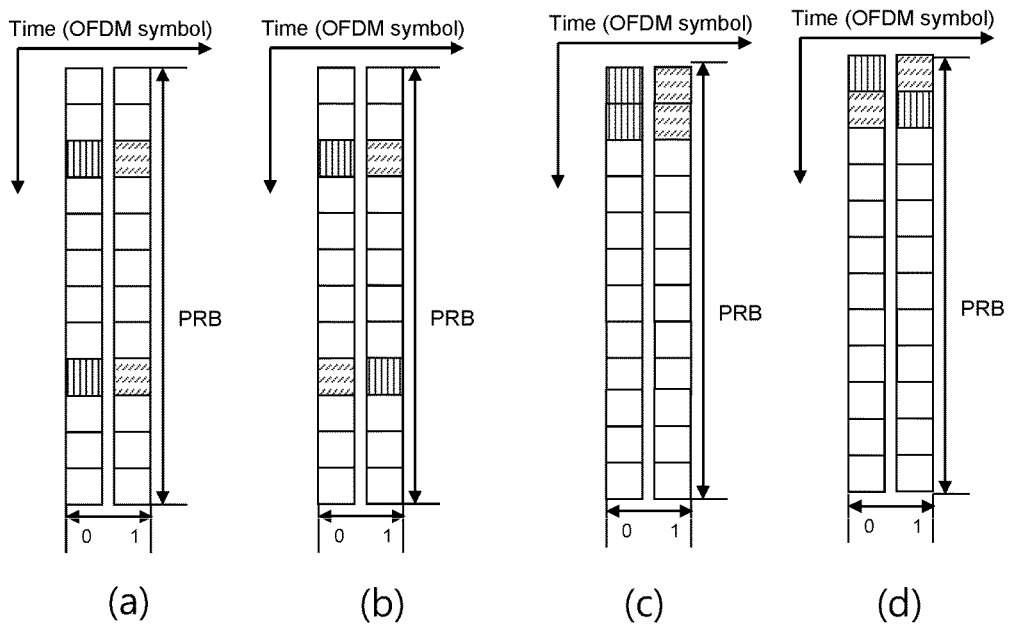 Time (OFDM symbol)
PRB
0 1
(a)
Time (OFDM symbol)
PRB
0 1
(b)
Time (OFDM symbol)
PRB
0 1
(c)
Time (OFDM symbol)
PRB
0 1
(d)